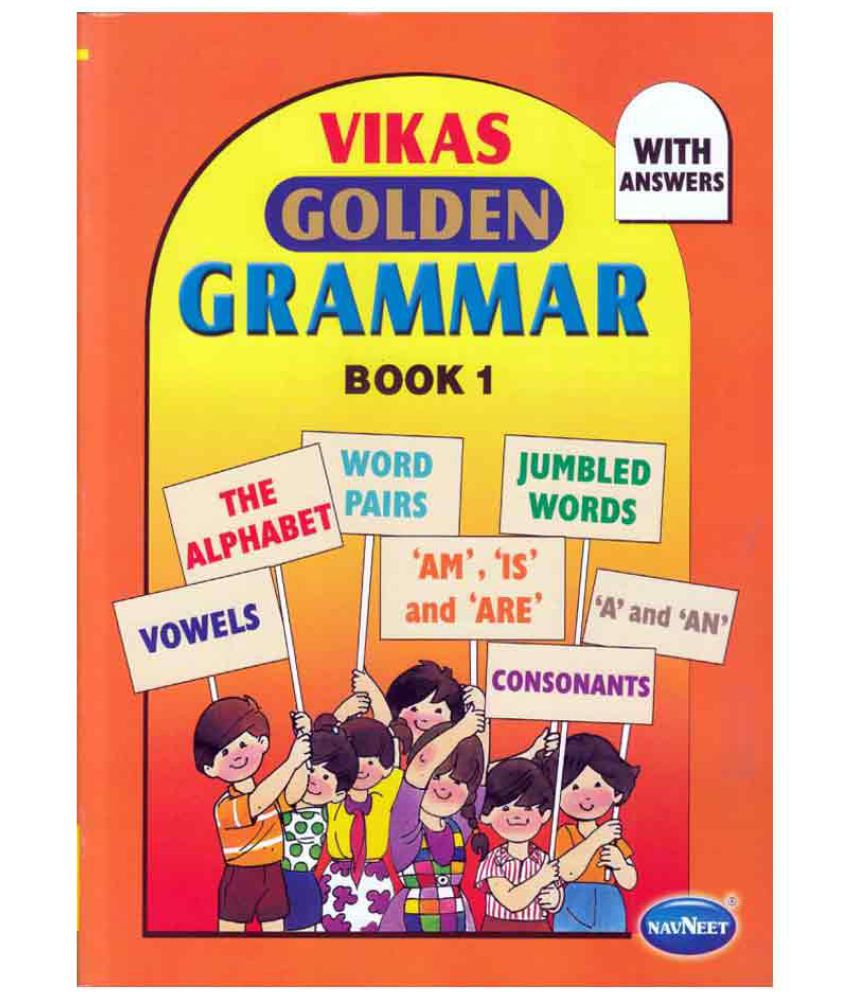 VIKAS
GOLDEN
GRAMMAR
BOOK 1
WITH
ANSWERS
THE
ALPHABET
WORD
PAIRS
JUMBLED
WORDS
VOWELS
‘AM’, ‘IS’
and ‘ARE’
‘A’ and ‘AN’
CONSONANTS
NAVNEET®